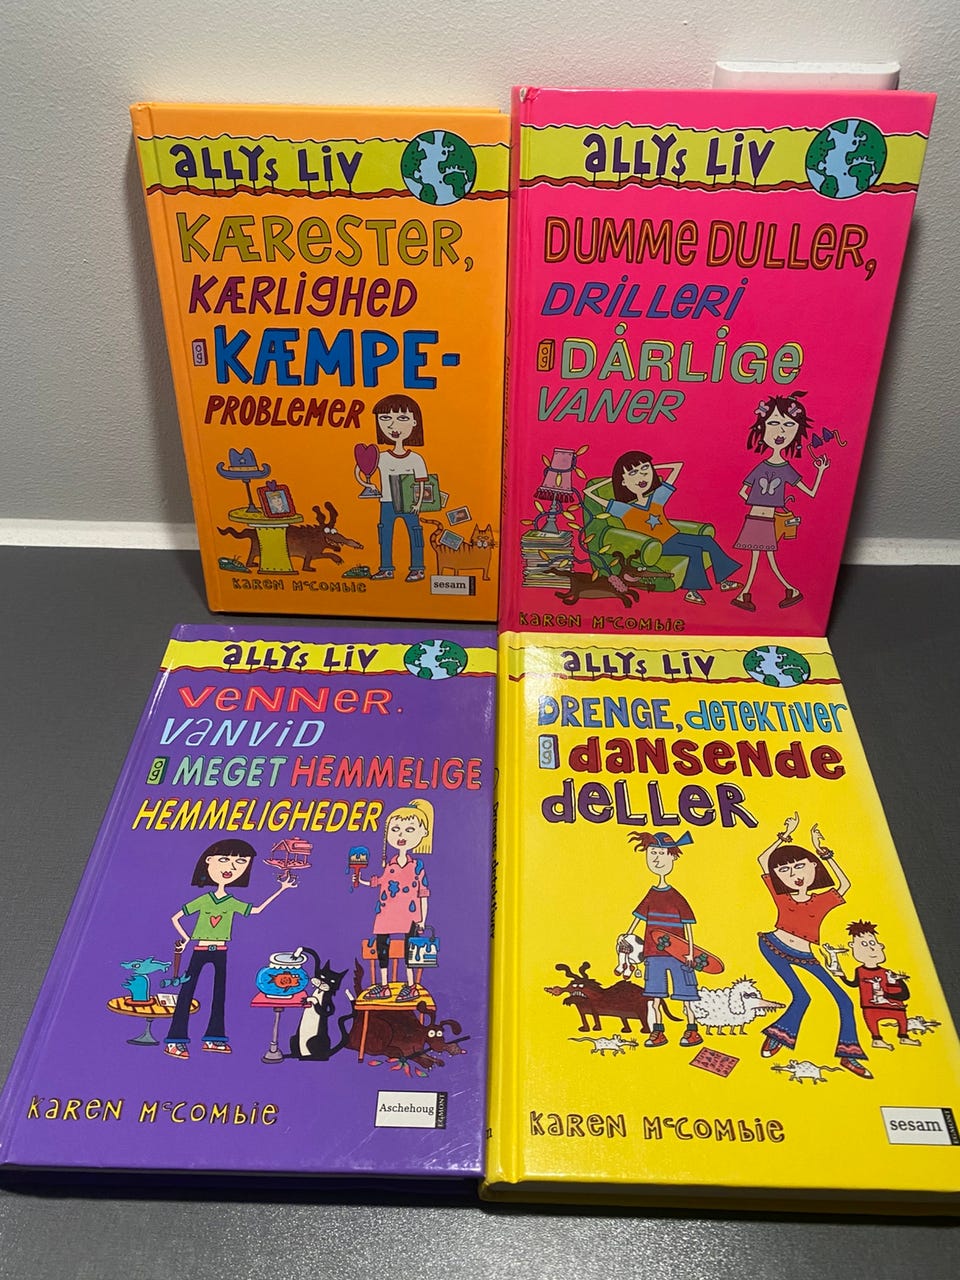 ALLYS LIV
KÆRESTER,
KÆRLIGHED
og KÆMPE-
PROBLEMER
KAREN McCOMBIE
sesam
ALLYS LIV
DUMME DULLER,
DRILLERI
og DÅRLIGE
VANER
KAREN McCOMBIE
ALLYS LIV
VENNER.
VANVID
og MEGET HEMMELIGE
HEMMELIGHEDER
KAREN McCOMBIE
Aschehoug
EGMONT
ALLYS LIV
DRENGE, detektiver
og dansende
deller
KAREN McCOMBIE
sesam
EGMONT